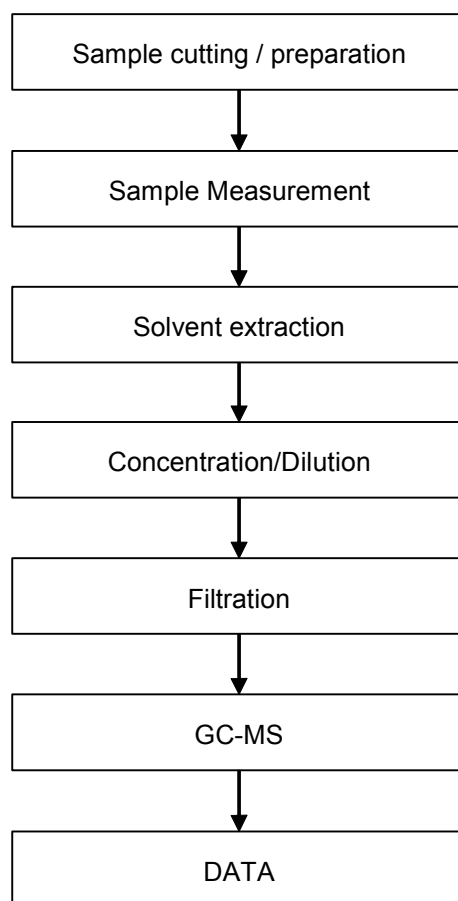 Sample cutting / preparation
Sample Measurement
Solvent extraction
Concentration/Dilution
Filtration
GC-MS
DATA